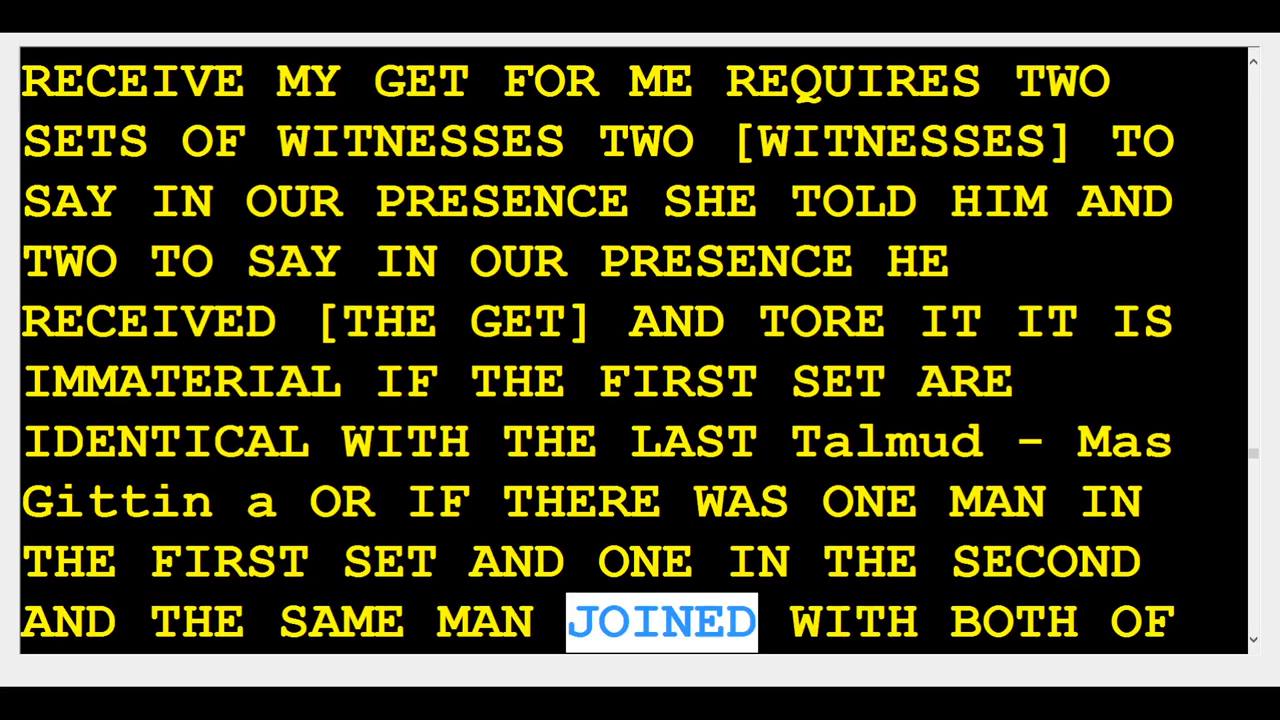 RECEIVE MY GET FOR ME REQUIRES TWO
SETS OF WITNESSES TWO [WITNESSES] TO
SAY IN OUR PRESENCE SHE TOLD HIM AND
TWO TO SAY IN OUR PRESENCE HE
RECEIVED [THE GET] AND TORE IT IT IS
IMMATERIAL IF THE FIRST SET ARE
IDENTICAL WITH THE LAST Talmud - Mas
Gittin a OR IF THERE WAS ONE MAN IN
THE FIRST SET AND ONE IN THE SECOND
AND THE SAME MAN JOINED WITH BOTH OF